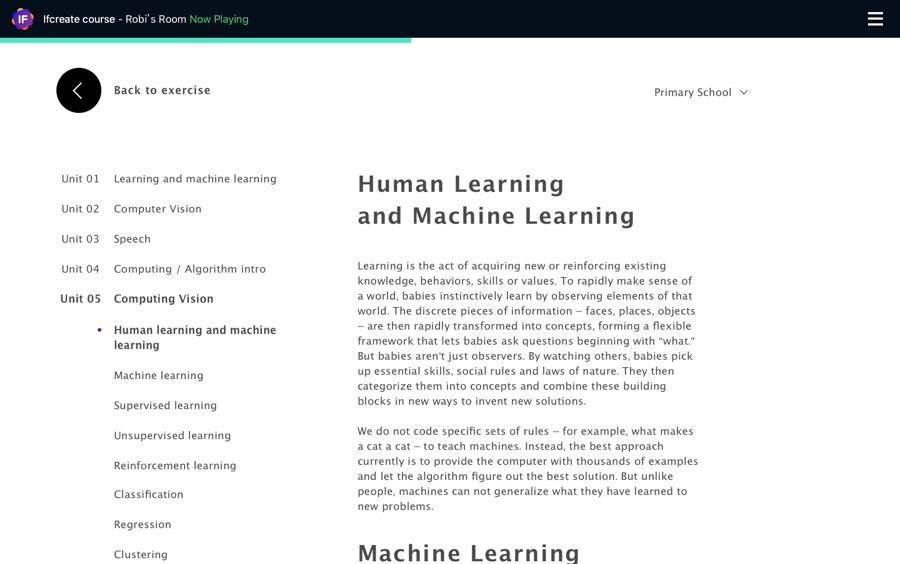 IF Ifcreate course - Robi's Room Now Playing
Back to exercise
Primary School
Unit 01 Learning and machine learning
Unit 02 Computer Vision
Unit 03 Speech
Unit 04 Computing / Algorithm intro
Unit 05 Computing Vision
Human learning and machine
learning
Machine learning
Supervised learning
Unsupervised learning
Reinforcement learning
Classification
Regression
Clustering
Human Learning
and Machine Learning
Learning is the act of acquiring new or reinforcing existing
knowledge, behaviors, skills or values. To rapidly make sense of
a world, babies instinctively learn by observing elements of that
world. The discrete pieces of information – faces, places, objects
– are then rapidly transformed into concepts, forming a flexible
framework that lets babies ask questions beginning with “what.”
But babies aren’t just observers. By watching others, babies pick
up essential skills, social rules and laws of nature. They then
categorize them into concepts and combine these building
blocks in new ways to invent new solutions.
We do not code specific sets of rules – for example, what makes
a cat a cat – to teach machines. Instead, the best approach
currently is to provide the computer with thousands of examples
and let the algorithm figure out the best solution. But unlike
people, machines can not generalize what they have learned to
new problems.
Machine Learning